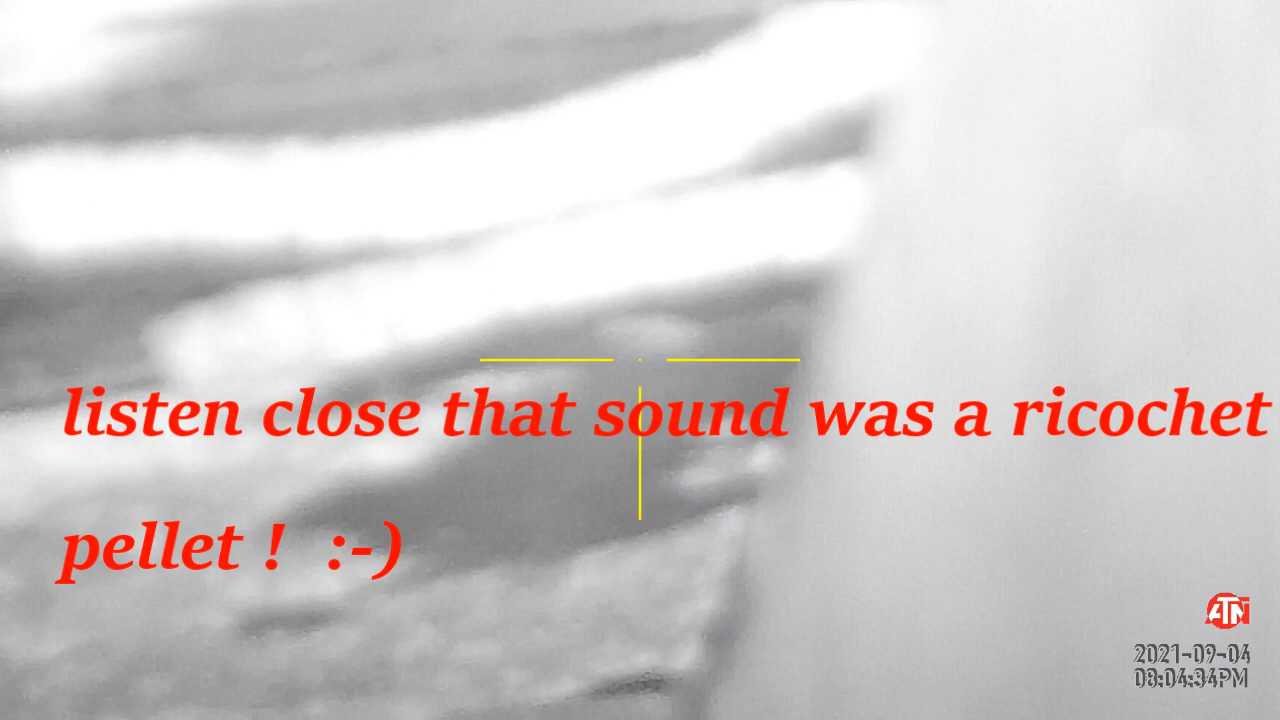 listen close that sound was a ricochet
pellet ! :-)
ATN
2021-09-04
08:04:34PM